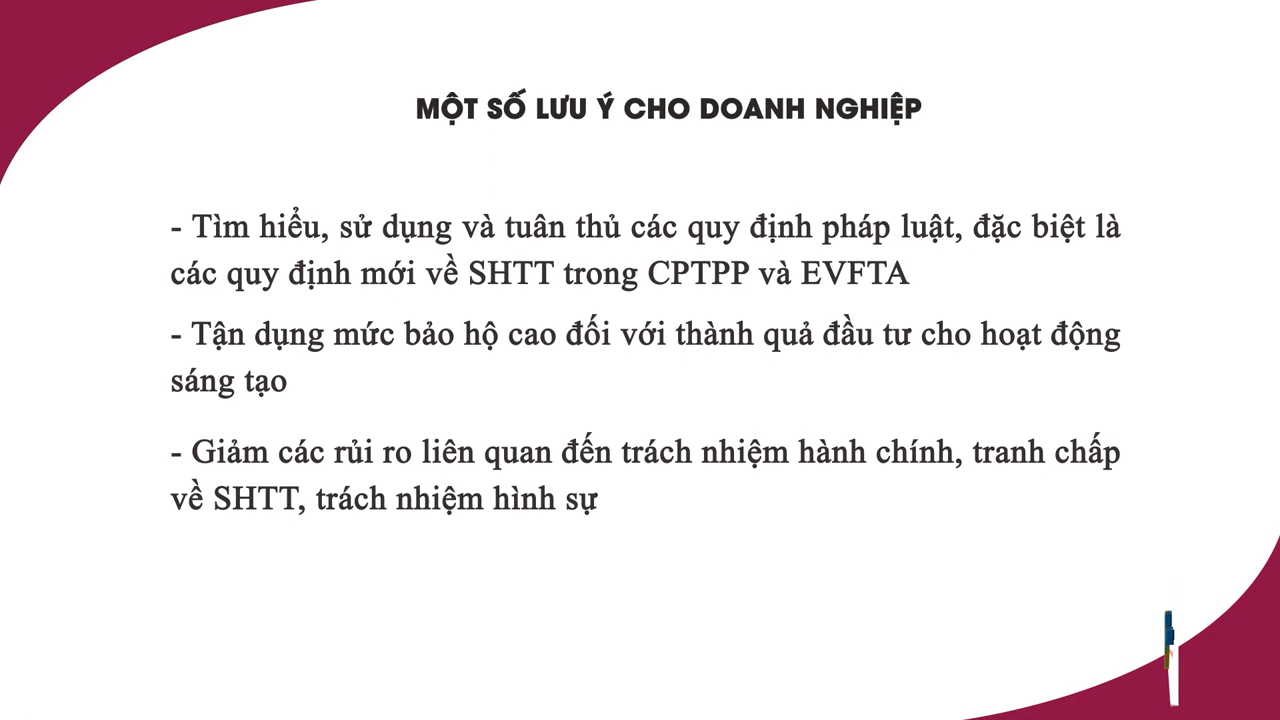 MỘT SỐ LƯU Ý CHO DOANH NGHIỆP
- Tìm hiểu, sử dụng và tuân thủ các quy định pháp luật, đặc biệt là
các quy định mới về SHTT trong CPTPP và EVFTA
- Tận dụng mức bảo hộ cao đối với thành quả đầu tư cho hoạt động
sáng tạo
- Giảm các rủi ro liên quan đến trách nhiệm hành chính, tranh chấp
về SHTT, trách nhiệm hình sự